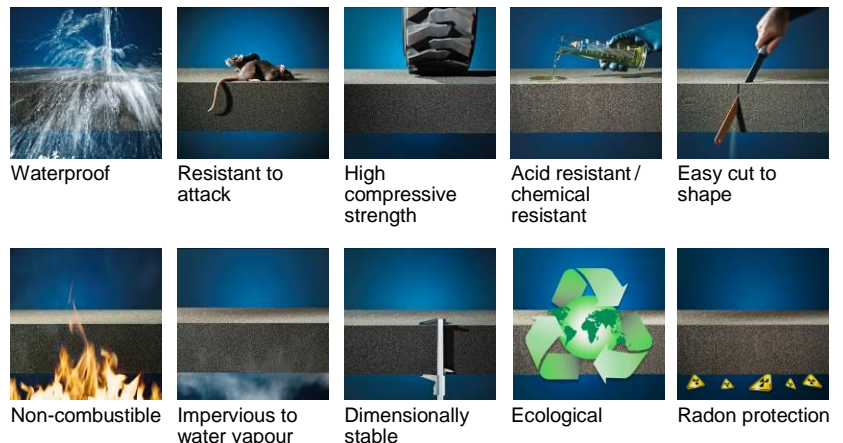 Waterproof
Resistant to
attack
High
compressive
strength
Acid resistant /
chemical
resistant
Easy cut to
shape
Non-combustible
Impervious to
water vapour
Dimensionally
stable
Ecological
Radon protection